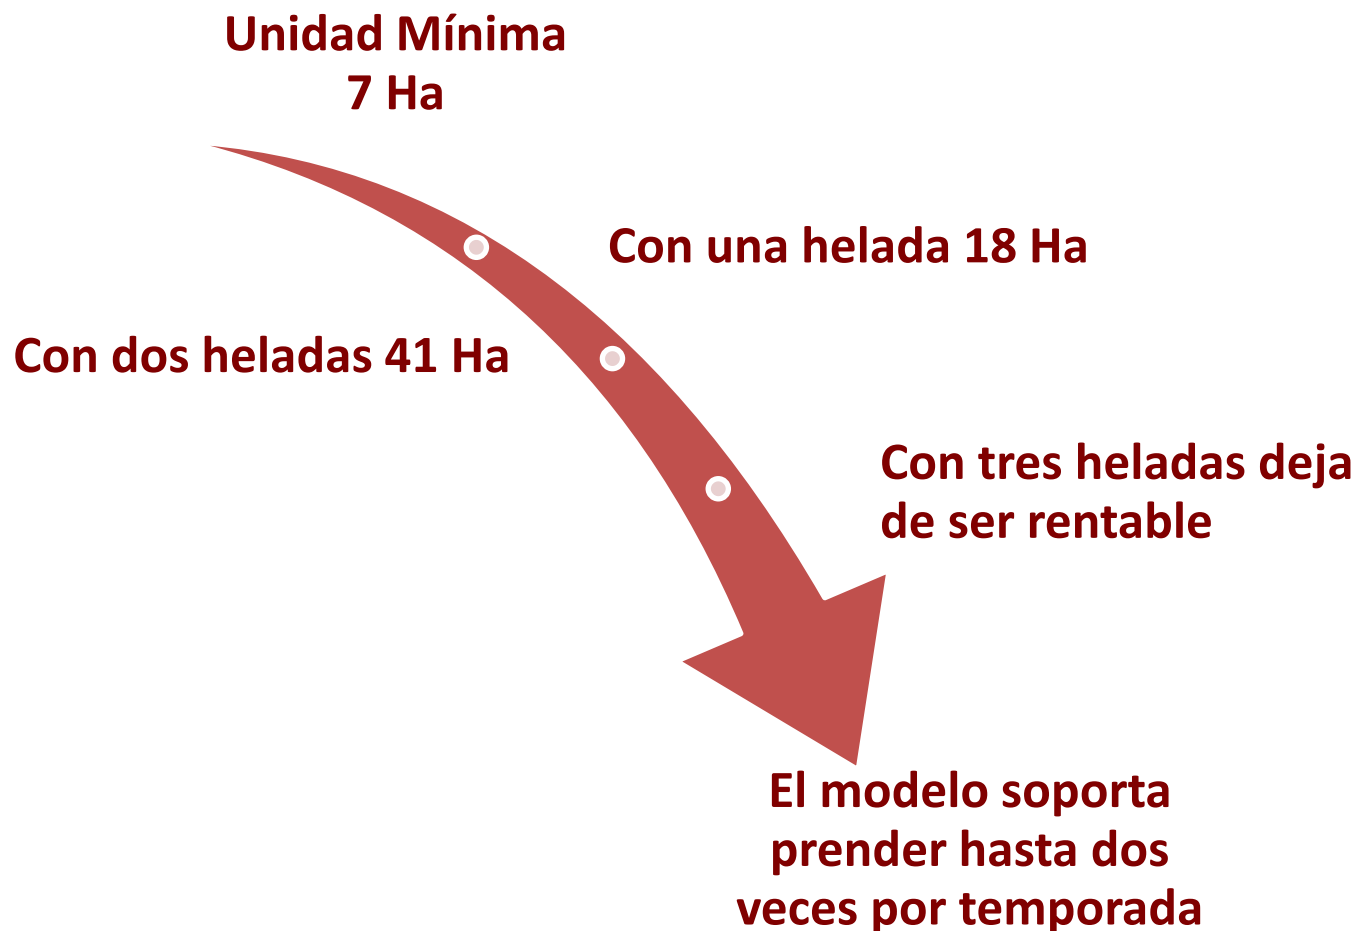 Unidad Mínima
7 Ha
Con una helada 18 Ha
Con dos heladas 41 Ha
Con tres heladas deja
de ser rentable
El modelo soporta
prender hasta dos
veces por temporada